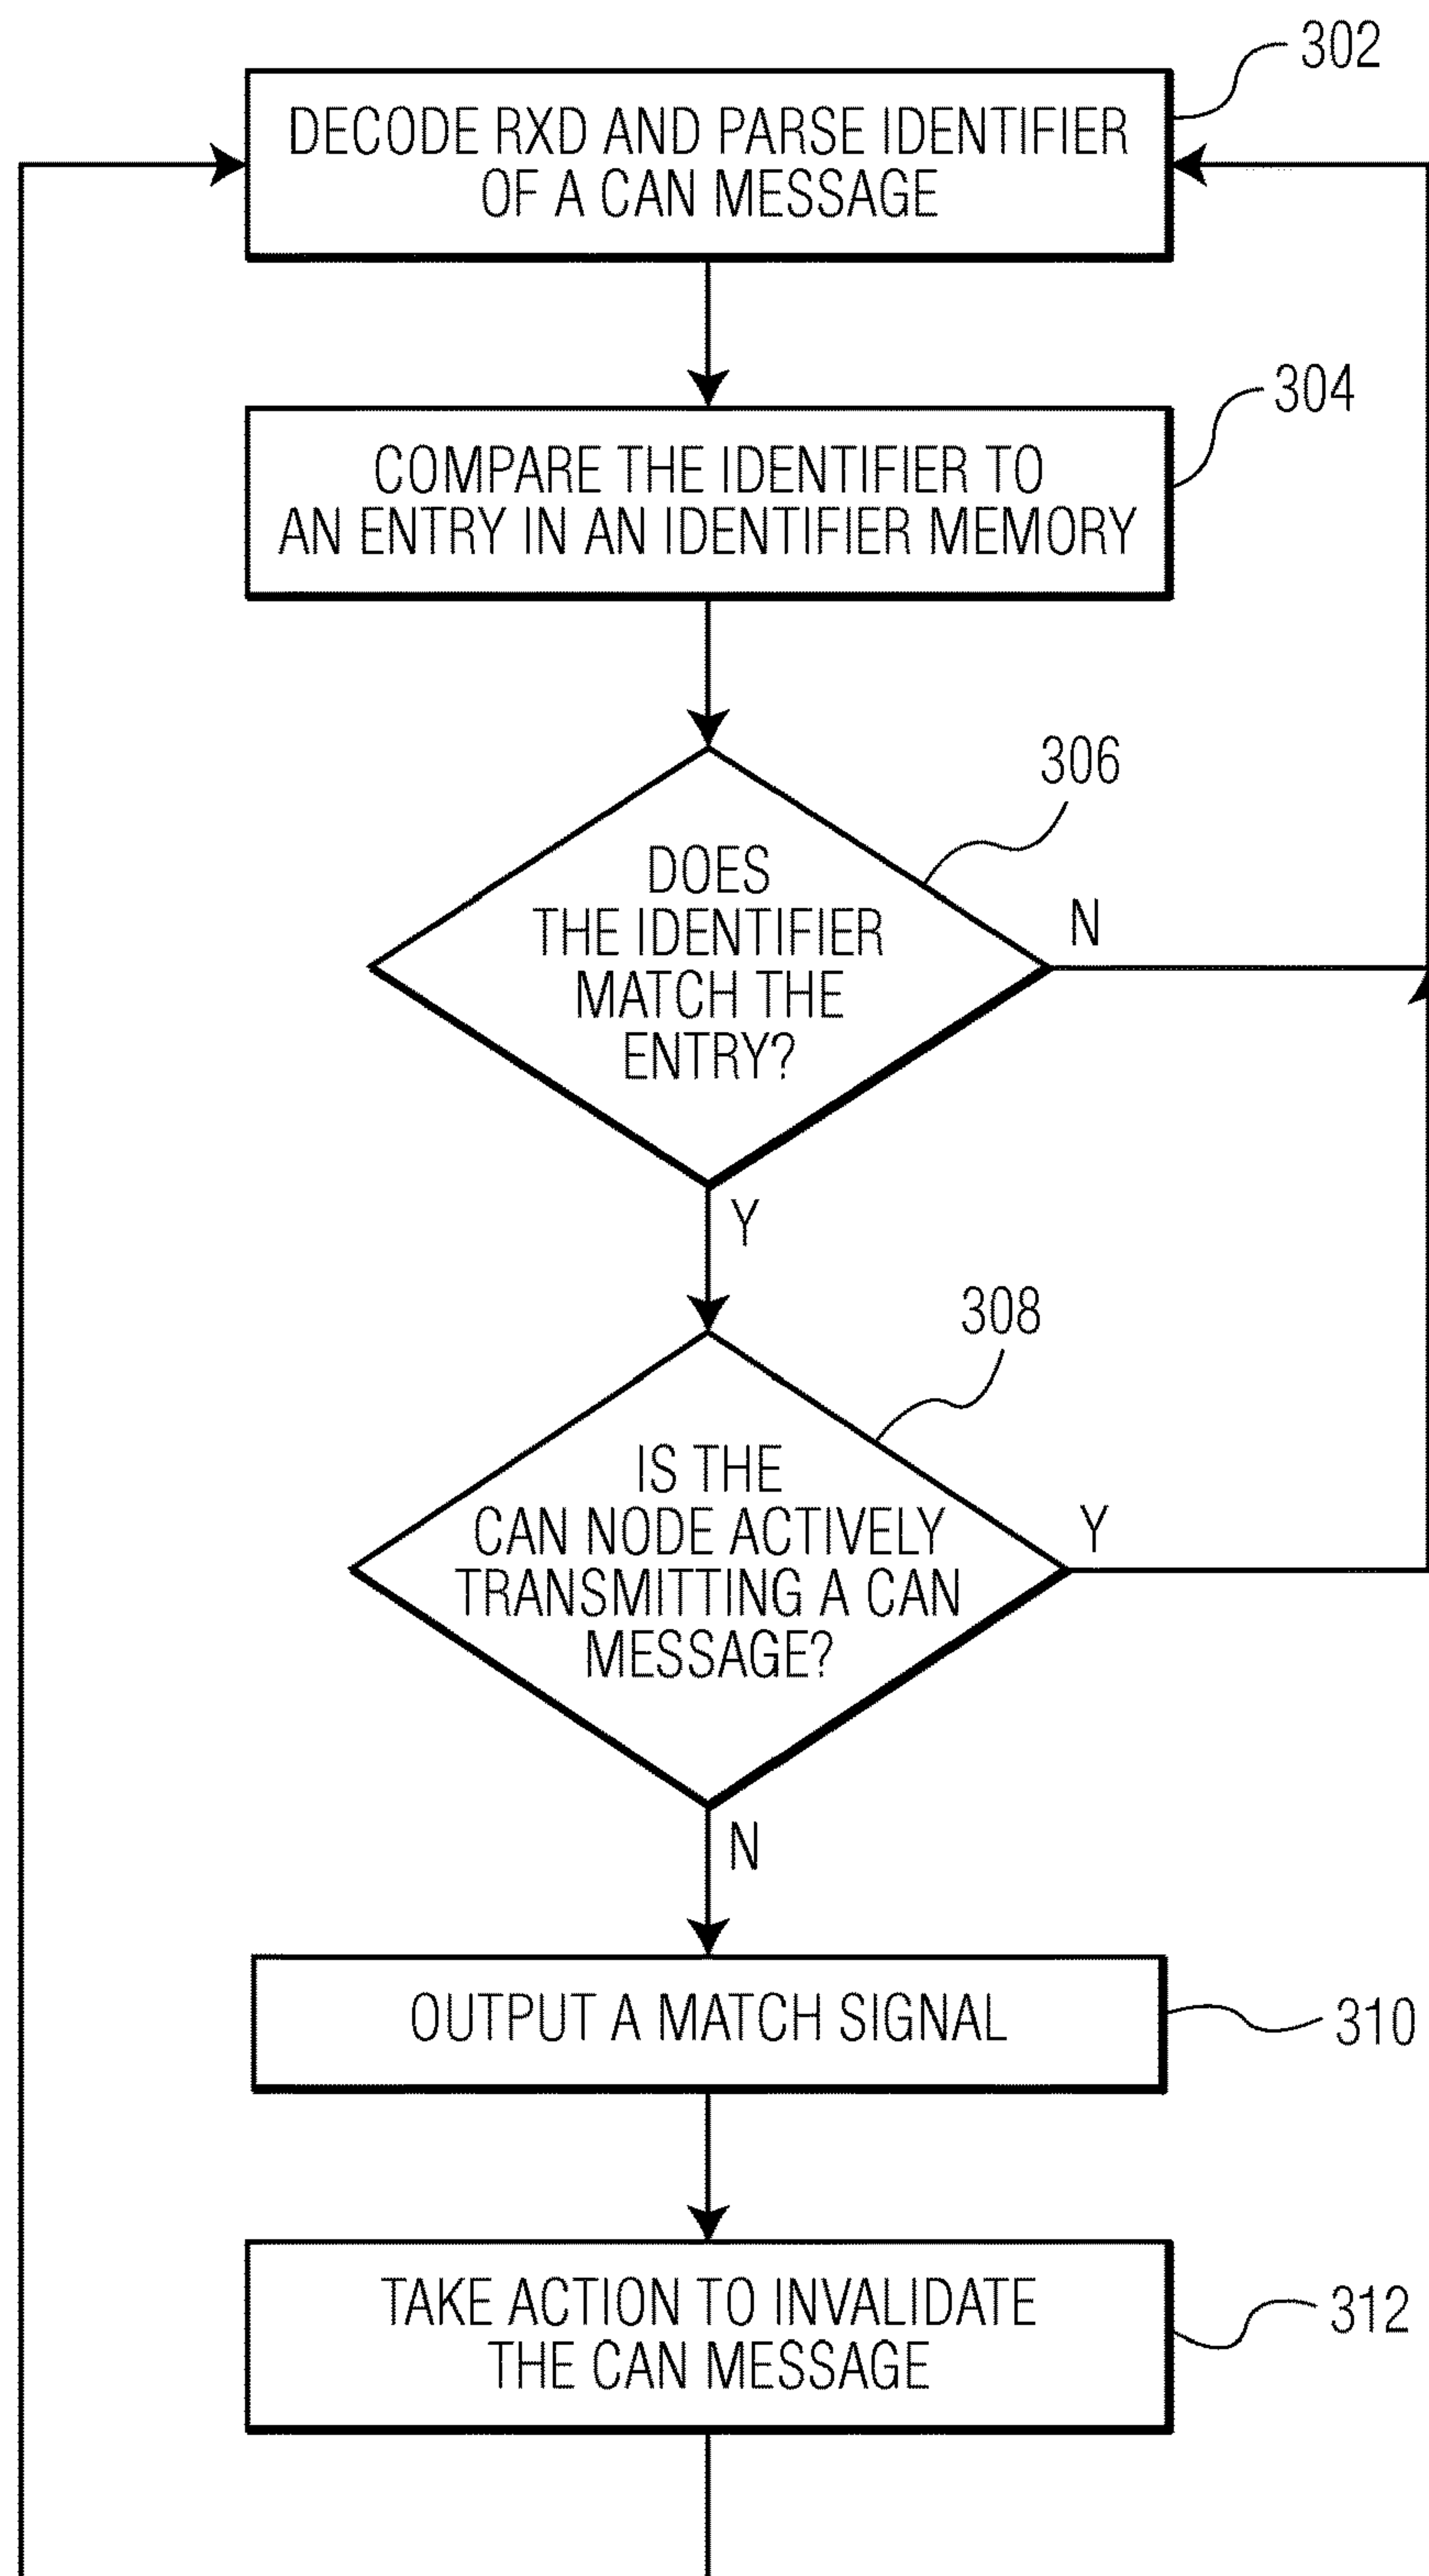 302
DECODE RXD AND PARSE IDENTIFIER
OF A CAN MESSAGE
304
COMPARE THE IDENTIFIER TO
AN ENTRY IN AN IDENTIFIER MEMORY
306
DOES
THE IDENTIFIER
MATCH THE
ENTRY?
N
Y
308
IS THE
CAN NODE ACTIVELY
TRANSMITTING A CAN
MESSAGE?
Y
N
OUTPUT A MATCH SIGNAL
310
TAKE ACTION TO INVALIDATE
THE CAN MESSAGE
312